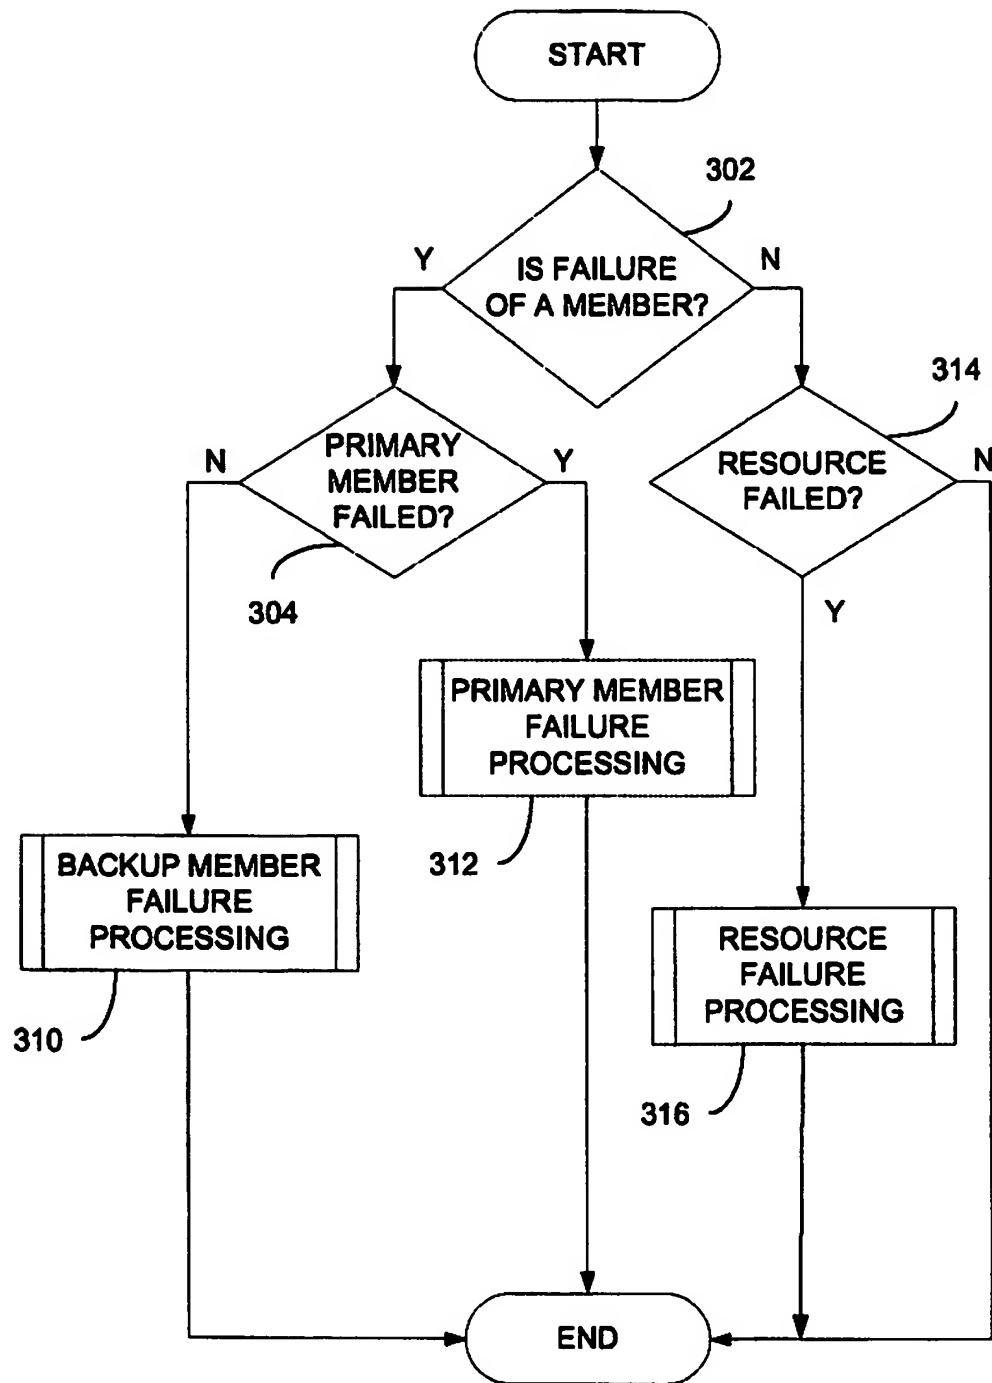 START
302
Y
IS FAILURE
OF A MEMBER?
N
314
N
PRIMARY
MEMBER
FAILED?
Y
RESOURCE
FAILED?
N
304
Y
PRIMARY MEMBER
FAILURE
PROCESSING
312
BACKUP MEMBER
FAILURE
PROCESSING
310
RESOURCE
FAILURE
PROCESSING
316
END